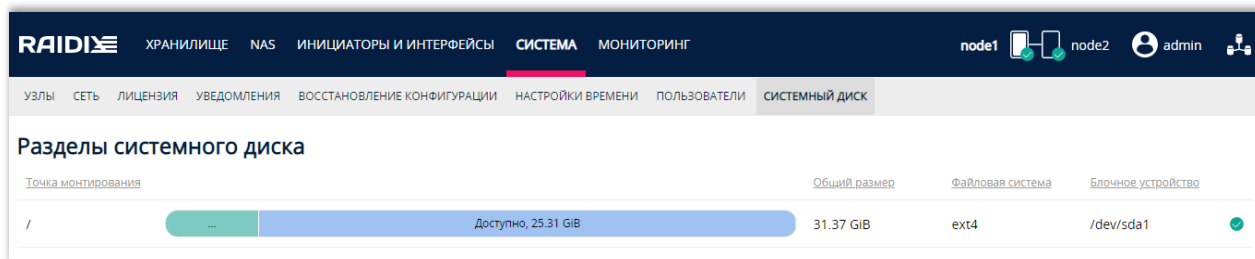 RAIDIX ХРАНИЛИЩЕ NAS ИНИЦИАТОРЫ И ИНТЕРФЕЙСЫ СИСТЕМА МОНИТОРИНГ node1 node2 admin
УЗЛЫ СЕТЬ ЛИЦЕНЗИЯ УВЕДОМЛЕНИЯ ВОССТАНОВЛЕНИЕ КОНФИГУРАЦИИ НАСТРОЙКИ ВРЕМЕНИ ПОЛЬЗОВАТЕЛИ СИСТЕМНЫЙ ДИСК
Разделы системного диска
Точка монтирования Общий размер Файловая система Блочное устройство
/ ... Доступно, 25.31 GiB 31.37 GiB ext4 /dev/sda1